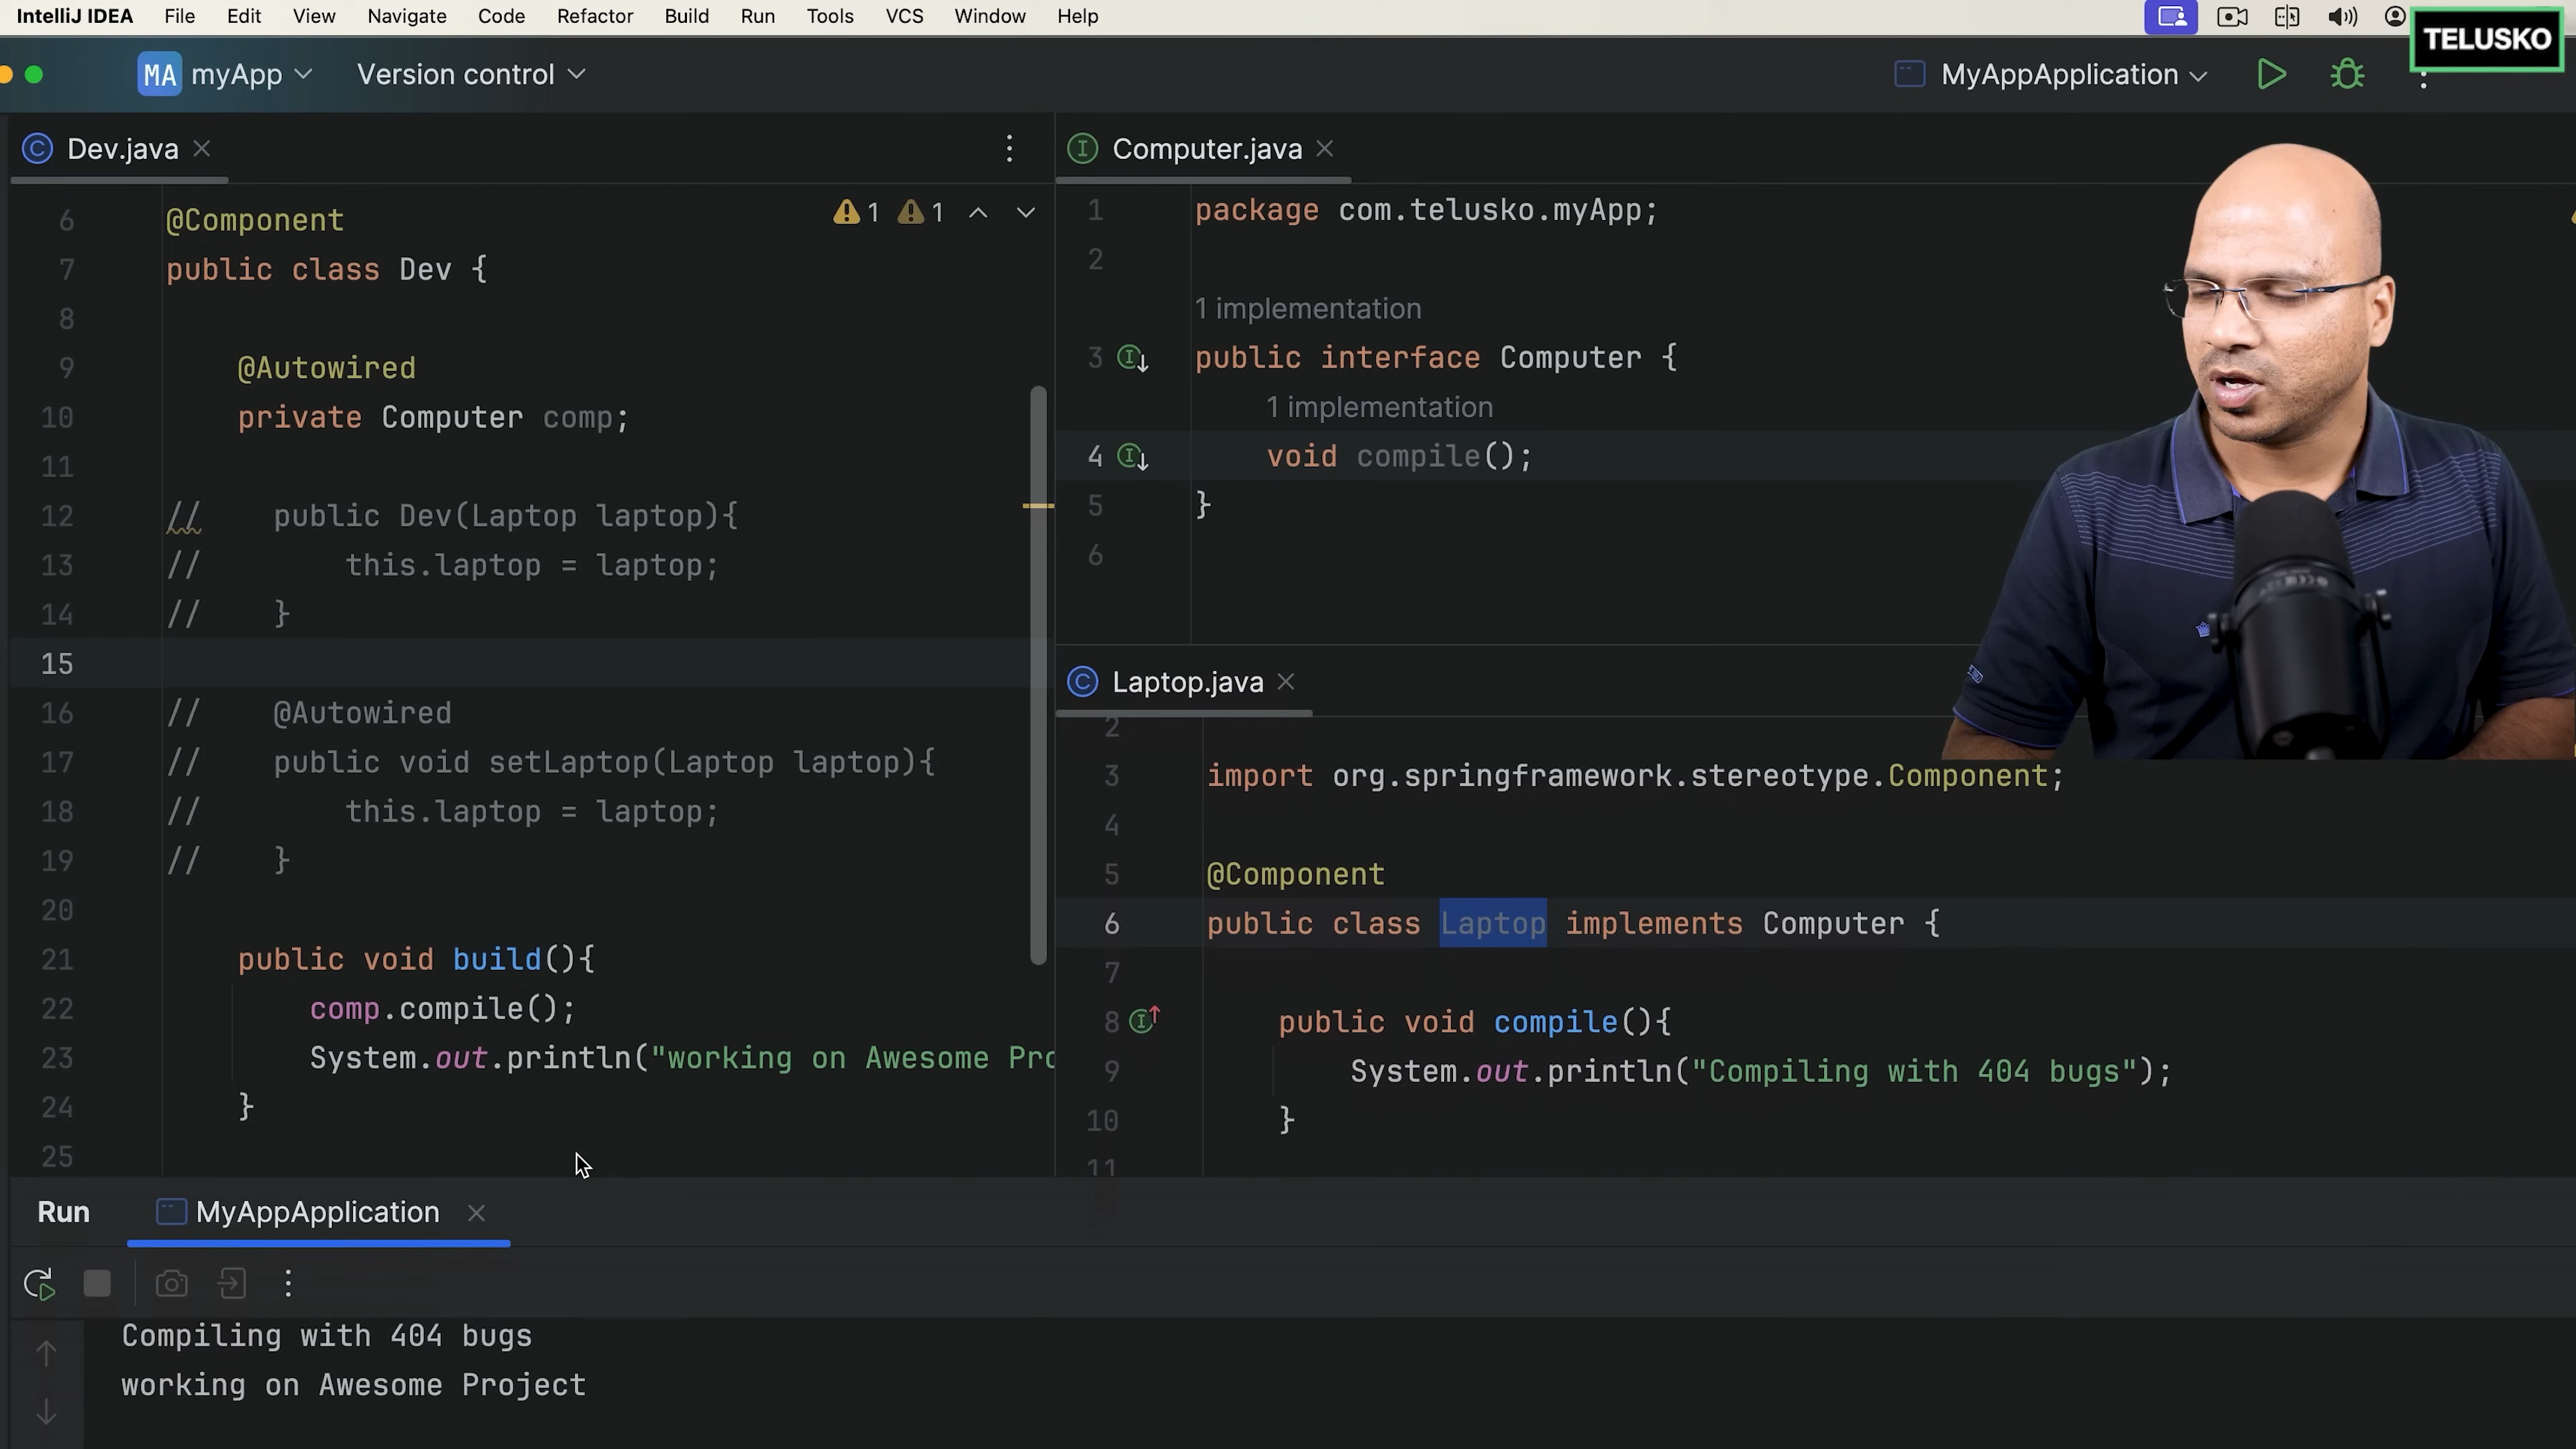 IntelliJ IDEA File Edit View Navigate Code Refactor Build Run Tools VCS Window Help
TELUSKO
MA myApp Version control MyAppApplication
Dev.java
1 1
6 @Component
7 public class Dev {
8
9 @Autowired
10 private Computer comp;
11
12 // public Dev(Laptop laptop){
13 // this.laptop = laptop;
14 // }
15
16 // @Autowired
17 // public void setLaptop(Laptop laptop){
18 // this.laptop = laptop;
19 // }
20
21 public void build(){
22 comp.compile();
23 System.out.println("working on Awesome Pro
24 }
25
Computer.java
1 package com.telusko.myApp;
2
1 implementation
3 public interface Computer {
1 implementation
4 void compile();
5 }
6
Laptop.java
2
3 import org.springframework.stereotype.Component;
4
5 @Component
6 public class Laptop implements Computer {
7
8 public void compile(){
9 System.out.println("Compiling with 404 bugs");
10 }
11
Run MyAppApplication
Compiling with 404 bugs
working on Awesome Project